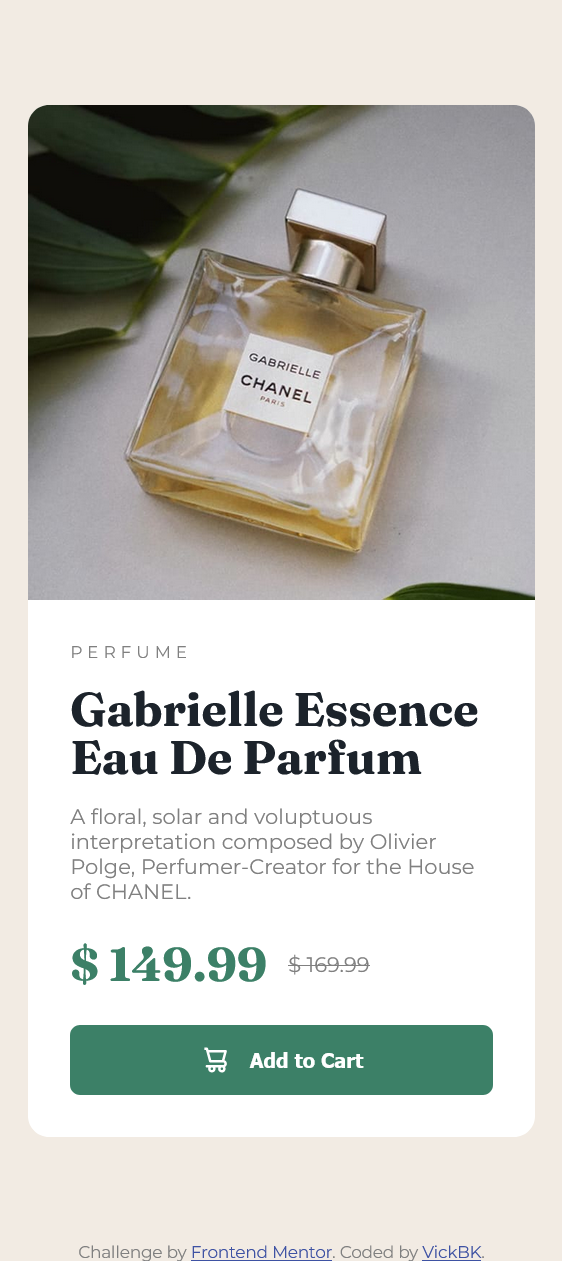 GABRIELLE
CHANEL
PARIS
PERFUME
Gabrielle Essence
Eau De Parfum
A floral, solar and voluptuous
interpretation composed by Olivier
Polge, Perfumer-Creator for the House
of CHANEL.
$ 149.99 $ 169.99
Add to Cart
Challenge by Frontend Mentor. Coded by VickBK.